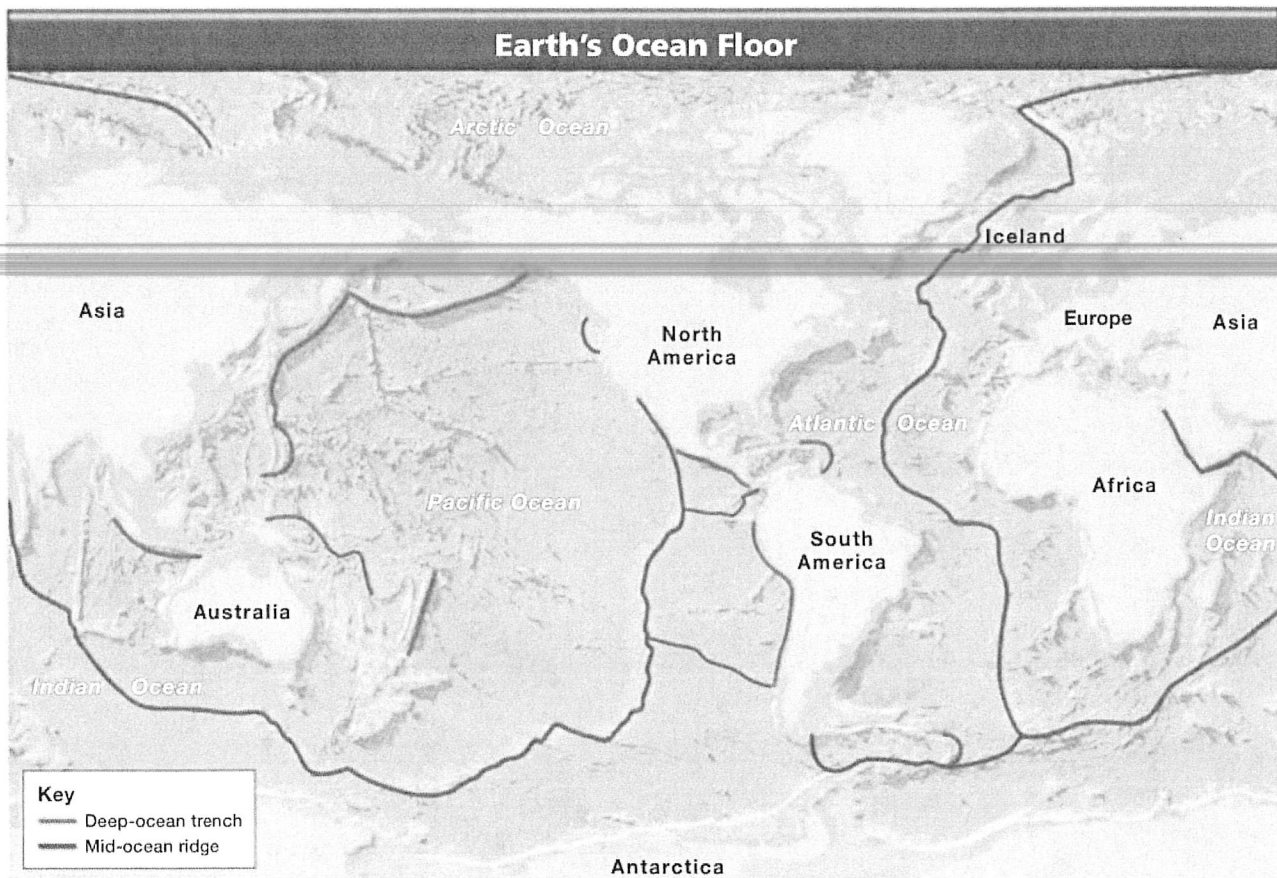 Earth's Ocean Floor
Arctic Ocean
Iceland
Asia
North
America
Europe
Asia
Atlantic Ocean
Pacific Ocean
Africa
South
America
Indian
Ocean
Australia
Indian Ocean
Key
Deep-ocean trench
Mid-ocean ridge
Antarctica